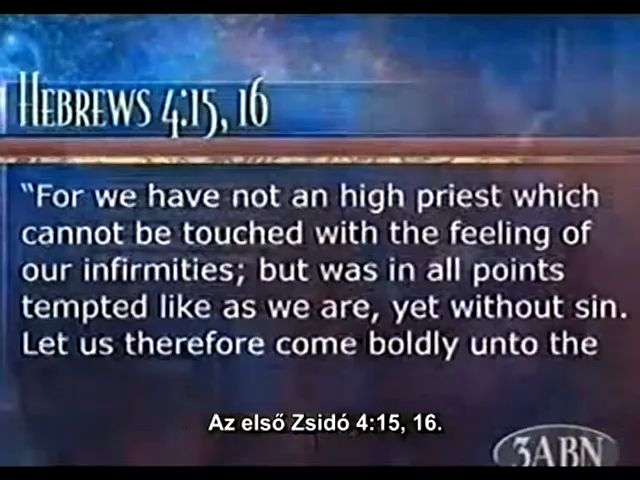 HEBREWS 4:15, 16
“For we have not an high priest which
cannot be touched with the feeling of
our infirmities; but was in all points
tempted like as we are, yet without sin.
Let us therefore come boldly unto the
Az első Zsidó 4:15, 16.
3ABN